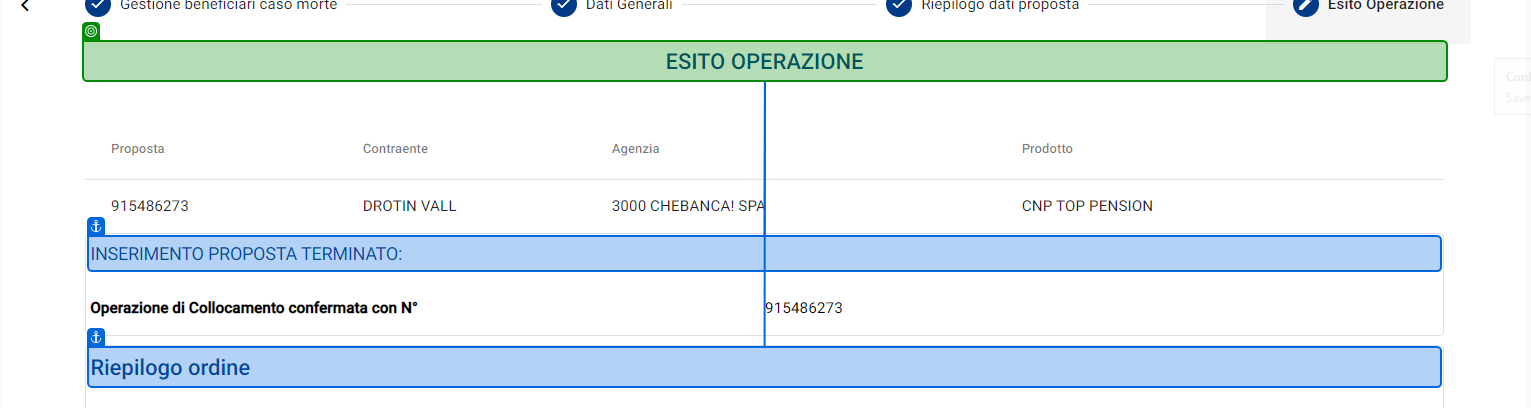 Gestione beneficiari caso morte Dati Generali Riepilogo dati proposta Esito Operazione
ESITO OPERAZIONE
Conf
Save
Proposta Contraente Agenzia Prodotto
915486273 DROTIN VALL 3000 CHEBANCA! SPA CNP TOP PENSION
INSERIMENTO PROPOSTA TERMINATO:
Operazione di Collocamento confermata con N° 915486273
Riepilogo ordine